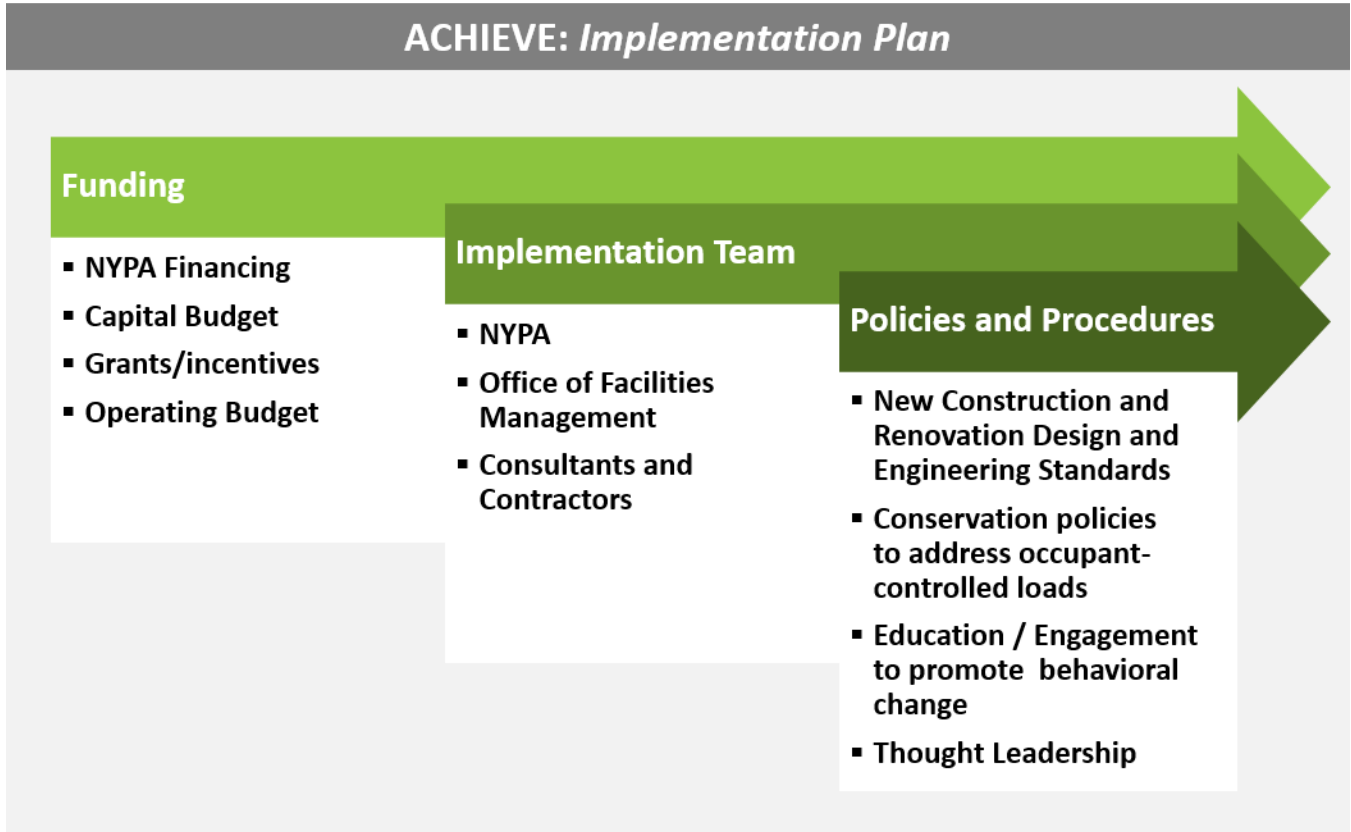 ACHIEVE: Implementation Plan
Funding
▪ NYPA Financing
▪ Capital Budget
▪ Grants/incentives
▪ Operating Budget
Implementation Team
▪ NYPA
▪ Office of Facilities
Management
▪ Consultants and
Contractors
Policies and Procedures
▪ New Construction and
Renovation Design and
Engineering Standards
▪ Conservation policies
to address occupant-
controlled loads
▪ Education / Engagement
to promote behavioral
change
▪ Thought Leadership